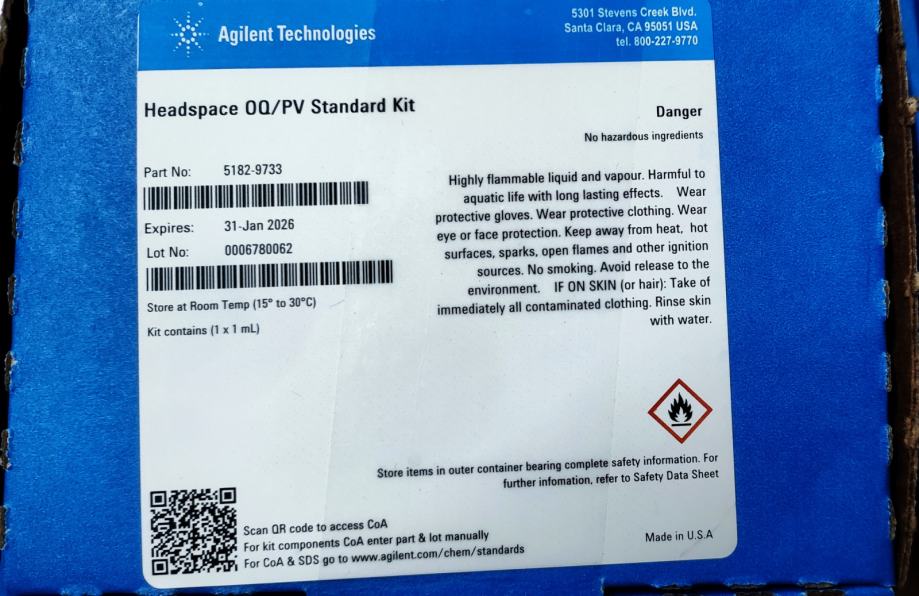 Agilent Technologies
5301 Stevens Creek Blvd.
Santa Clara, CA 95051 USA
tel. 800-227-9770
Headspace OQ/PV Standard Kit
Danger
No hazardous ingredients
Part No: 5182-9733
Expires: 31-Jan 2026
Lot No: 0006780062
Store at Room Temp (15° to 30°C)
Kit contains (1 x 1 mL)
Highly flammable liquid and vapour. Harmful to
aquatic life with long lasting effects. Wear
protective gloves. Wear protective clothing. Wear
eye or face protection. Keep away from heat, hot
surfaces, sparks, open flames and other ignition
sources. No smoking. Avoid release to the
environment. IF ON SKIN (or hair): Take of
immediately all contaminated clothing. Rinse skin
with water.
Store items in outer container bearing complete safety information. For
further infomation, refer to Safety Data Sheet
Scan QR code to access CoA
For kit components CoA enter part & lot manually
For CoA & SDS go to www.agilent.com/chem/standards
Made in U.S.A